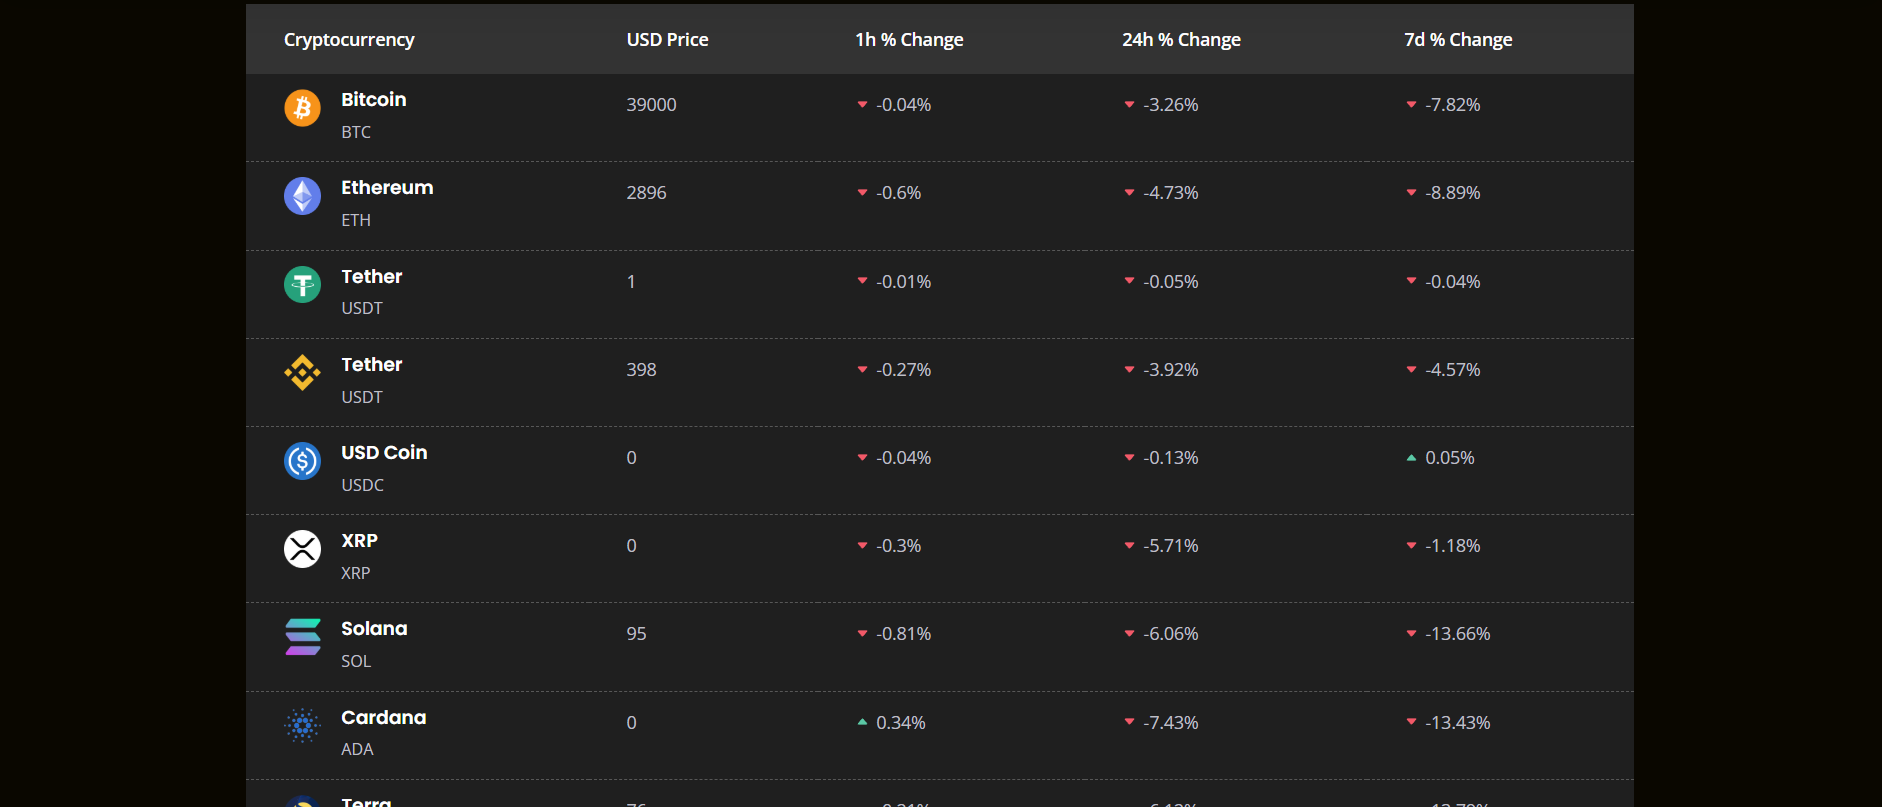 Cryptocurrency USD Price 1h % Change 24h % Change 7d % Change
Bitcoin 39000 -0.04% -3.26% -7.82%
BTC
Ethereum 2896 -0.6% -4.73% -8.89%
ETH
Tether 1 -0.01% -0.05% -0.04%
USDT
Tether 398 -0.27% -3.92% -4.57%
USDT
USD Coin 0 -0.04% -0.13% 0.05%
USDC
XRP 0 -0.3% -5.71% -1.18%
XRP
Solana 95 -0.81% -6.06% -13.66%
SOL
Cardana 0 0.34% -7.43% -13.43%
ADA
Terra